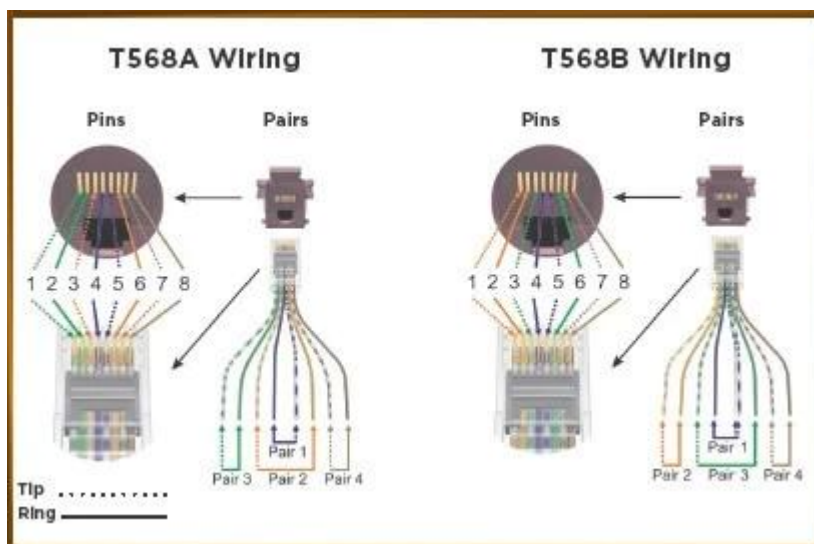 T568A Wiring
T568B Wiring
Pins
Pairs
Pins
Pairs
1 2 3 4 5 6 7 8
1 2 3 4 5 6 7 8
Pair 1
Pair 3
Pair 2
Pair 4
Pair 1
Pair 2
Pair 3
Pair 4
Tip
Ring